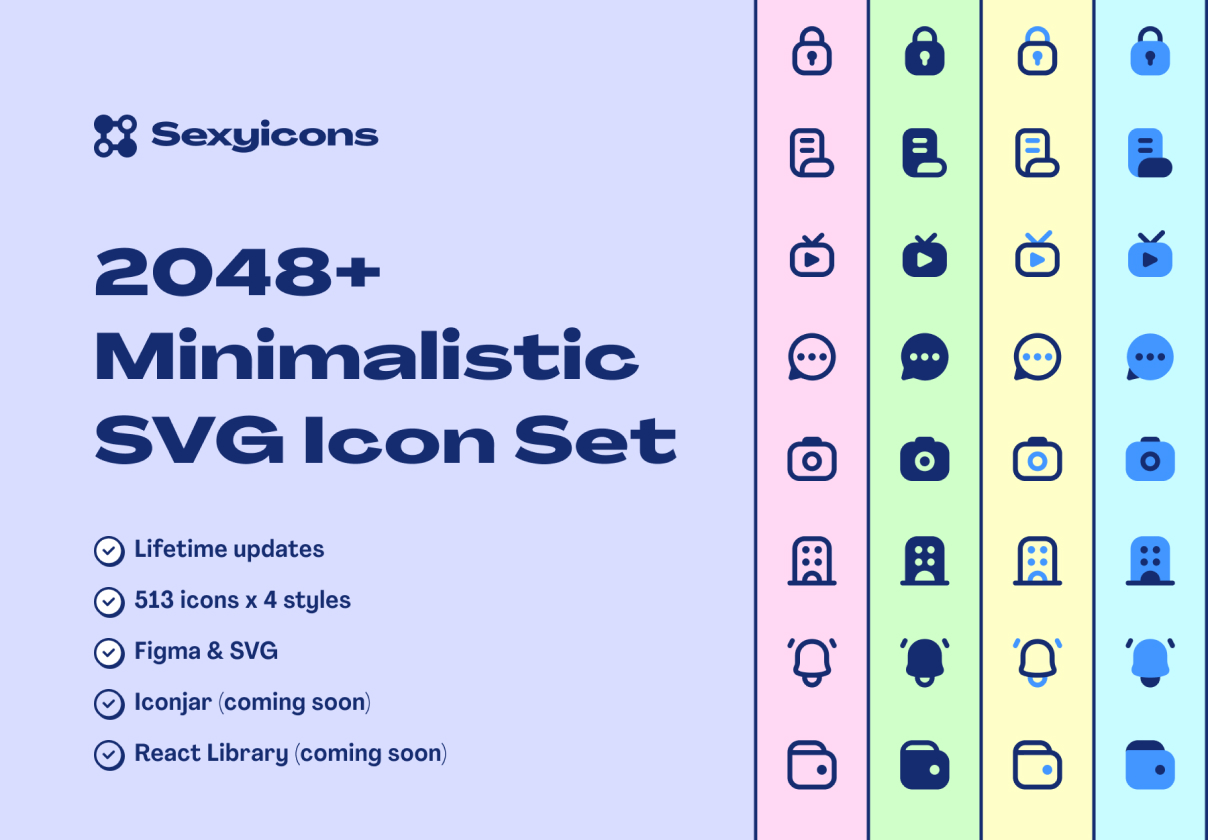 Sexyicons
2048+
Minimalistic
SVG Icon Set
Lifetime updates
513 icons x 4 styles
Figma & SVG
Iconjar (coming soon)
React Library (coming soon)